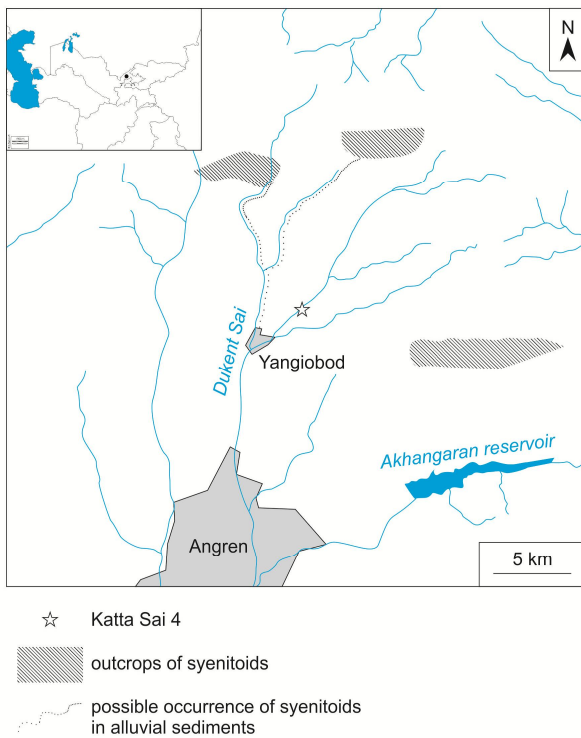 N
Dukent Sai
Yangiobod
Akhangaran reservoir
Angren
5 km
Katta Sai 4
outcrops of syenitoids
possible occurrence of syenitoids
in alluvial sediments